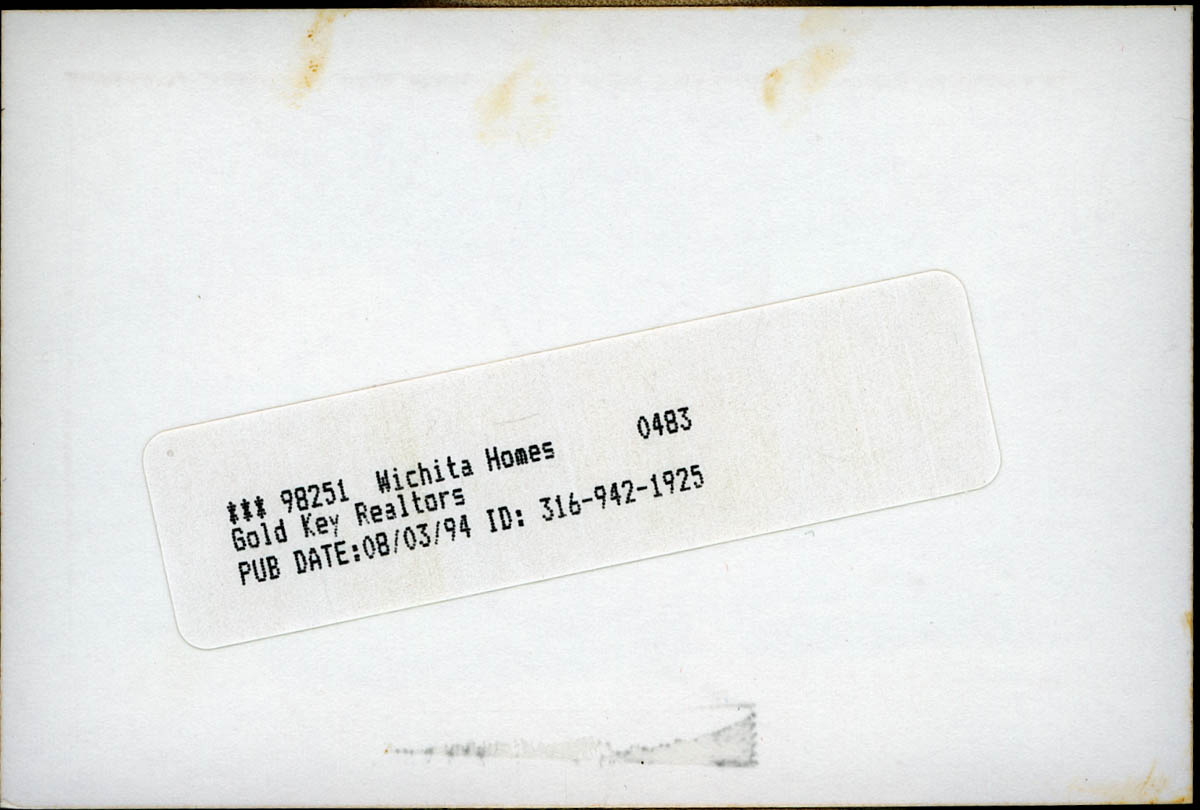 *** 98251 Wichita Homes 0483
Gold Key Realtors
PUB DATE:08/03/94 ID: 316-942-1925